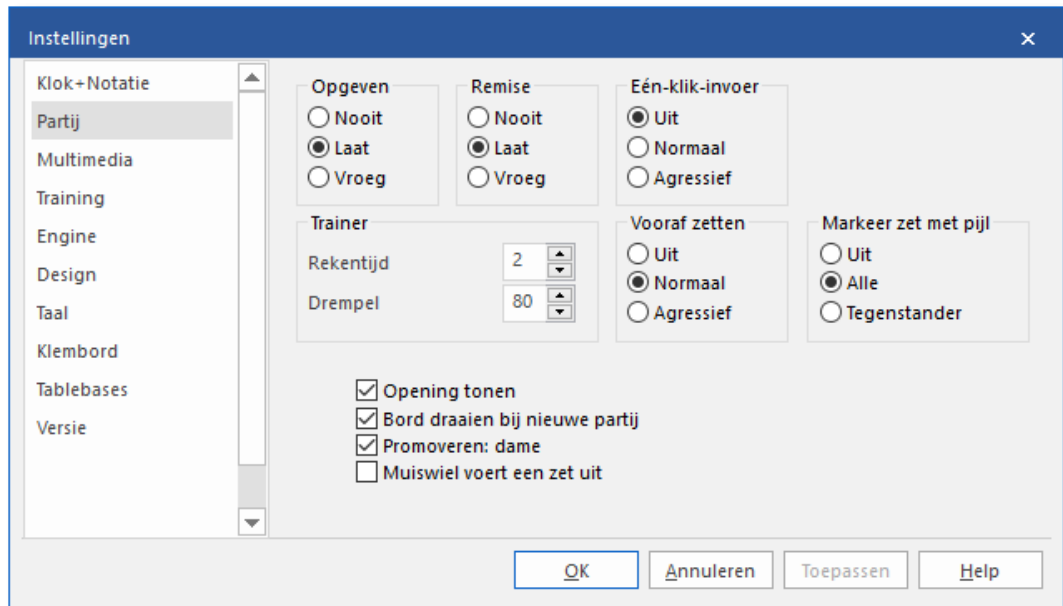 Instellingen
Klok+Notatie
Partij
Multimedia
Training
Engine
Design
Taal
Klembord
Tablebases
Versie
Opgeven
Nooit
Laat
Vroeg
Remise
Nooit
Laat
Vroeg
Eén-klik-invoer
Uit
Normaal
Agressief
Trainer
Rekentijd 2
Drempel 80
Vooraf zetten
Uit
Normaal
Agressief
Markeer zet met pijl
Uit
Alle
Tegenstander
Opening tonen
Bord draaien bij nieuwe partij
Promoveren: dame
Muiswiel voert een zet uit
OK Annuleren Toepassen Help